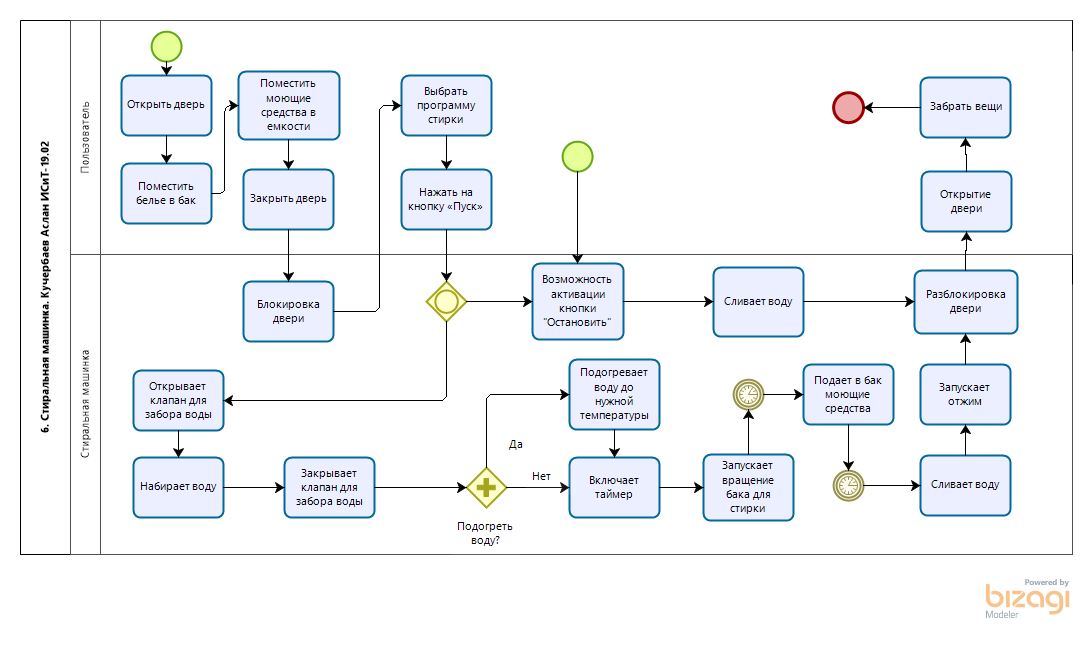 6. Стиральная машинка. Кучербаев Аслан ИСиТ-19.02
Пользователь
Открыть дверь
Поместить
белье в бак
Поместить
моющие
средства в
емкости
Закрыть дверь
Выбрать
программу
стирки
Нажать на
кнопку «Пуск»
Забрать вещи
Открытие
двери
Стиральная машинка
Блокировка
двери
Возможность
активации
кнопки
"Остановить"
Сливает воду
Разблокировка
двери
Открывает
клапан для
забора воды
Набирает воду
Закрывает
клапан для
забора воды
Подогреть
воду?
Да
Нет
Подогревает
воду до
нужной
температуры
Включает
таймер
Запускает
вращение
бака для
стирки
Подает в бак
моющие
средства
Сливает воду
Запускает
отжим
Powered by
bizagi
Modeler